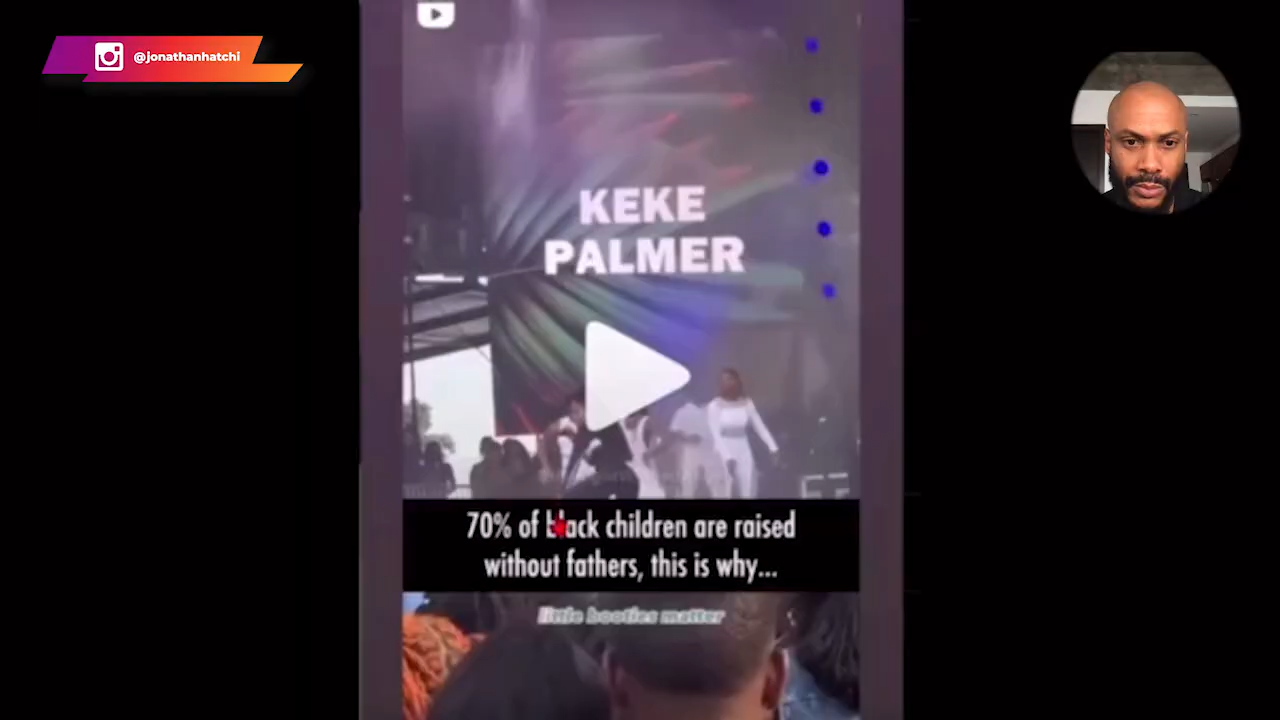 @jonathanhatchi
KEKE
PALMER
70% of black children are raised
without fathers, this is why...
little booties matter